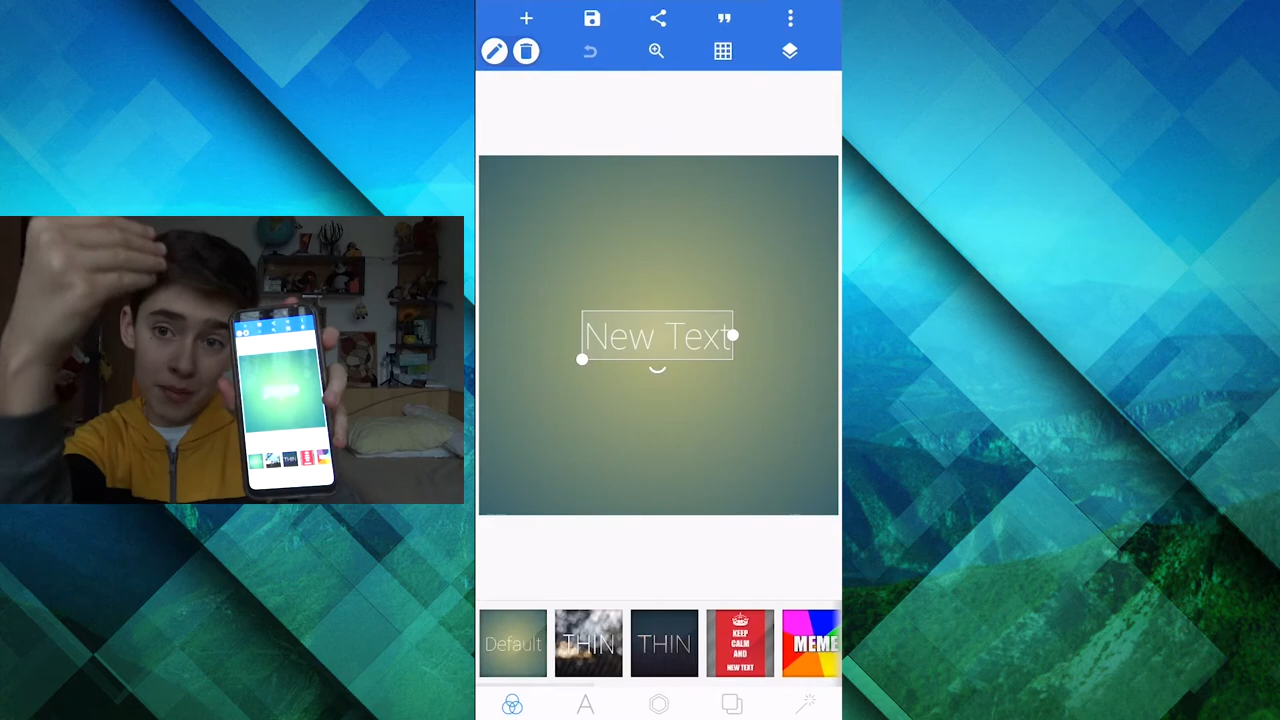 New Text
Default
THIN
THIN
KEEP
CALM
AND
NEW TEXT
MEME